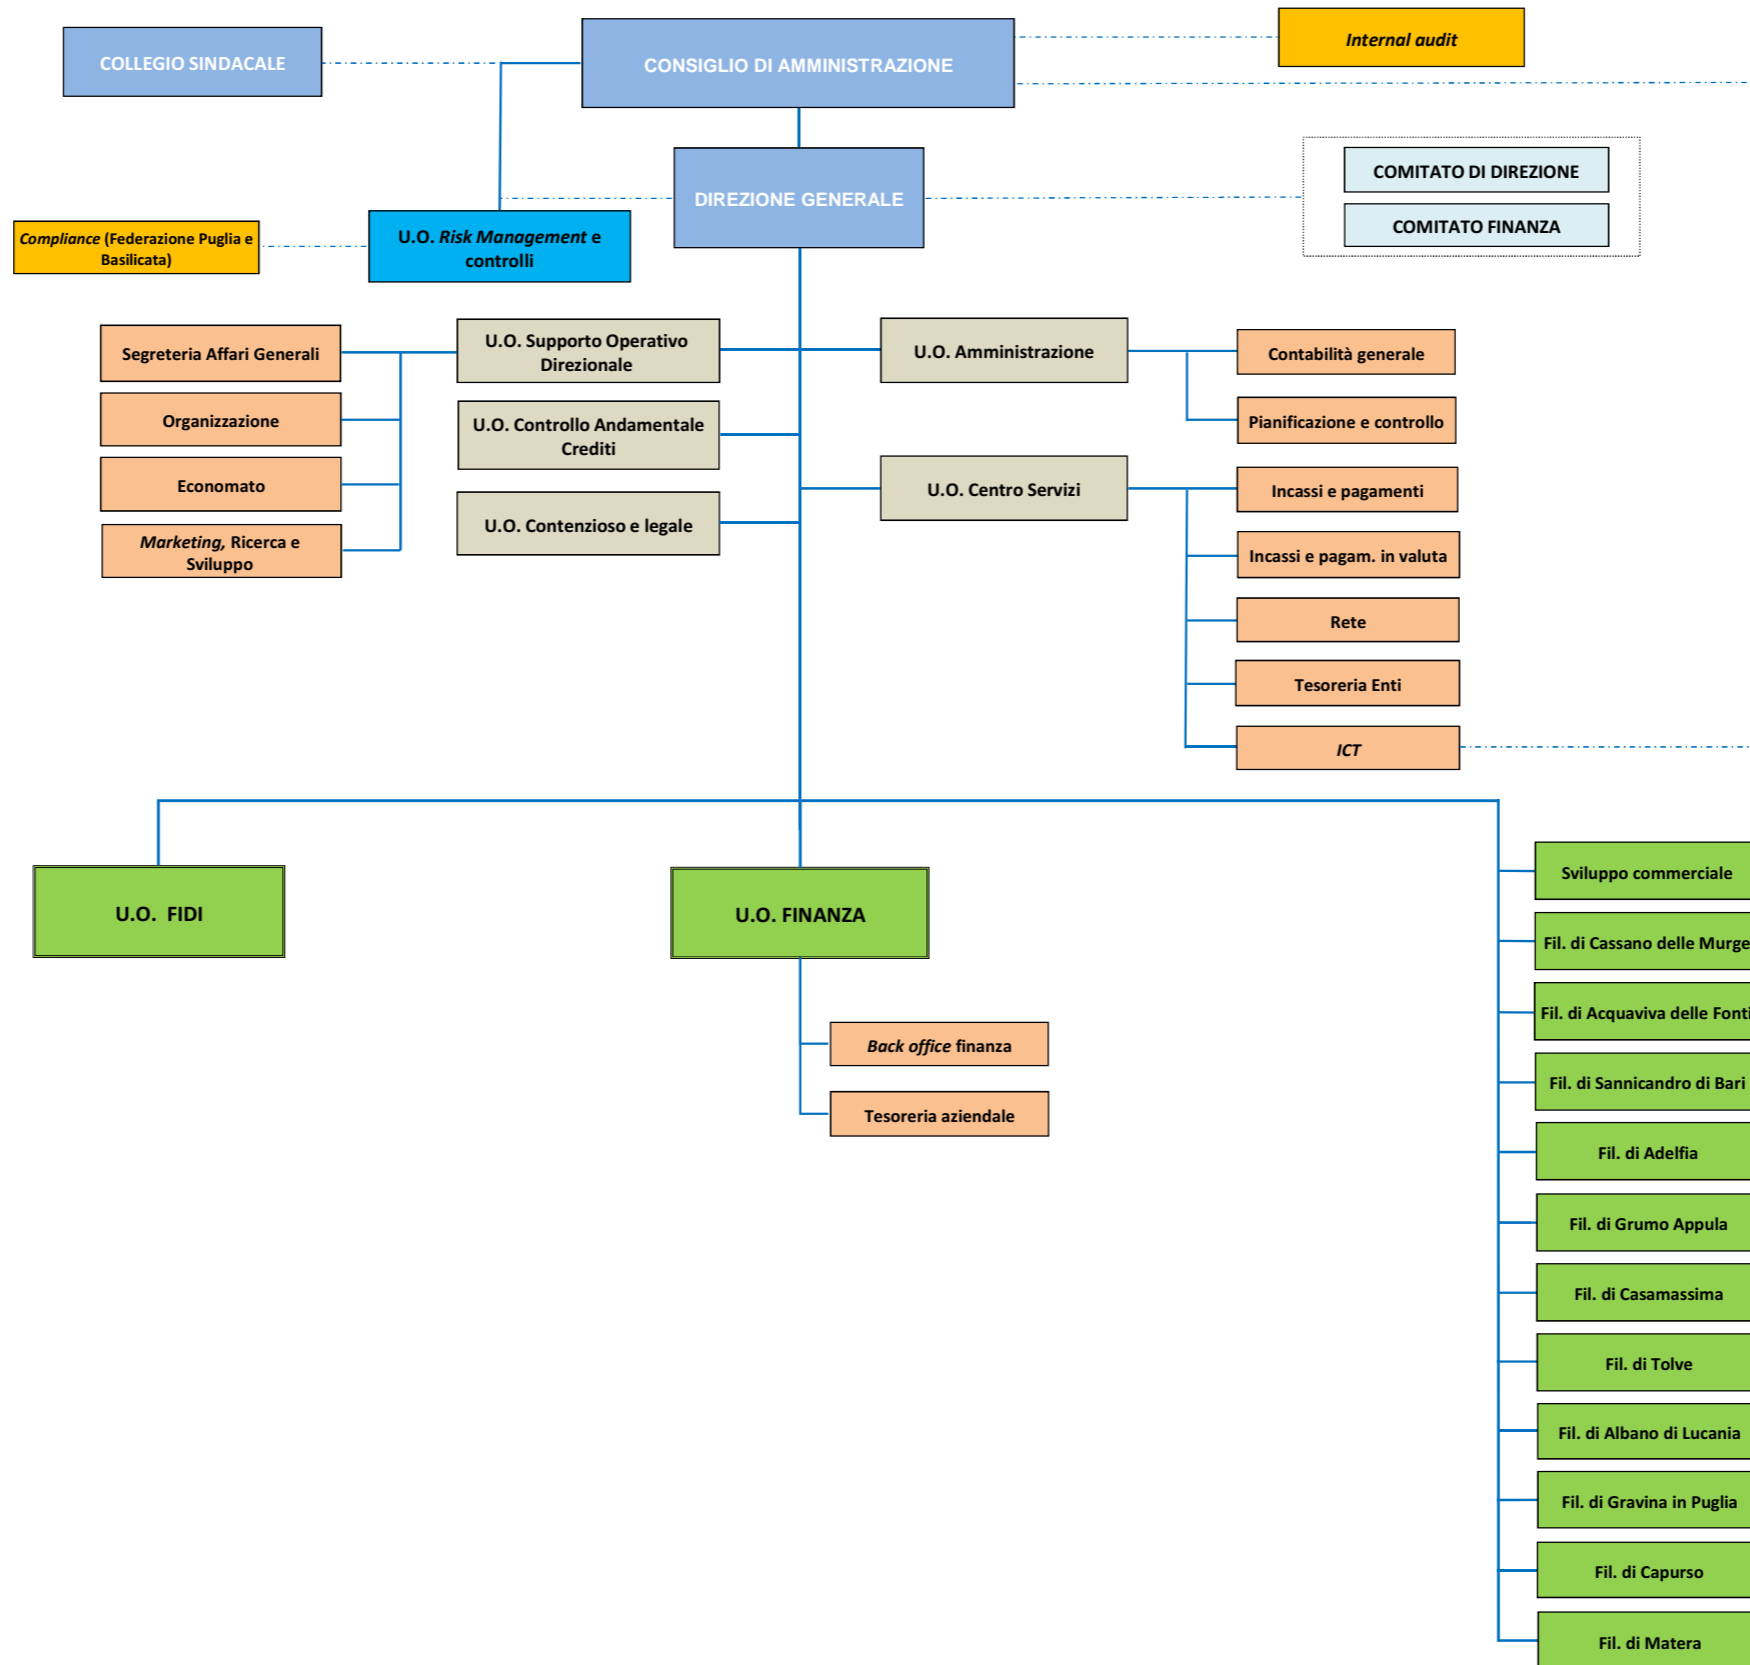 COLLEGIO SINDACALE
CONSIGLIO DI AMMINISTRAZIONE
Internal audit
DIREZIONE GENERALE
COMITATO DI DIREZIONE
COMITATO FINANZA
Compliance (Federazione Puglia e
Basilicata)
U.O. Risk Management e
controlli
Segreteria Affari Generali
Organizzazione
Economato
Marketing, Ricerca e
Sviluppo
U.O. Supporto Operativo
Direzionale
U.O. Controllo Andamentale
Crediti
U.O. Contenzioso e legale
U.O. Amministrazione
Contabilità generale
Pianificazione e controllo
U.O. Centro Servizi
Incassi e pagamenti
Incassi e pagam. in valuta
Rete
Tesoreria Enti
ICT
U.O. FIDI
U.O. FINANZA
Back office finanza
Tesoreria aziendale
Sviluppo commerciale
Fil. di Cassano delle Murge
Fil. di Acquaviva delle Fonti
Fil. di Sannicandro di Bari
Fil. di Adelfia
Fil. di Grumo Appula
Fil. di Casamassima
Fil. di Tolve
Fil. di Albano di Lucania
Fil. di Gravina in Puglia
Fil. di Capurso
Fil. di Matera